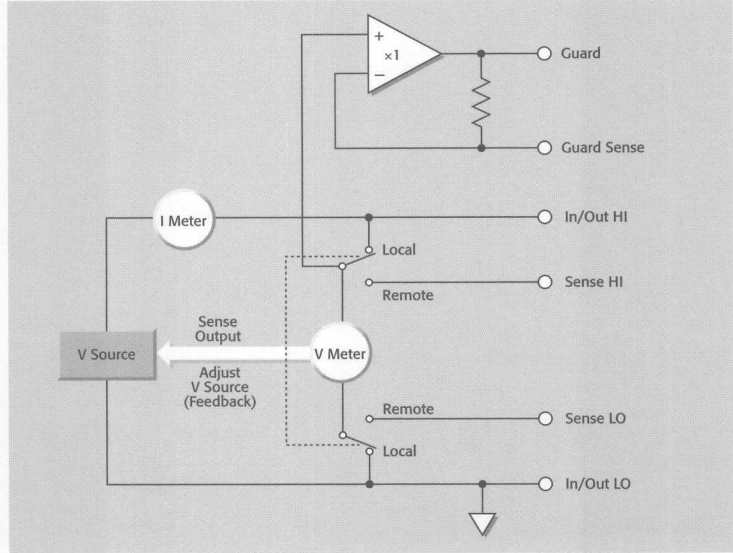 +
×1
−
Guard
Guard Sense
I Meter
In/Out HI
Local
Sense HI
Remote
Sense
Output
V Source
V Meter
Adjust
V Source
(Feedback)
Remote
Sense LO
Local
In/Out LO